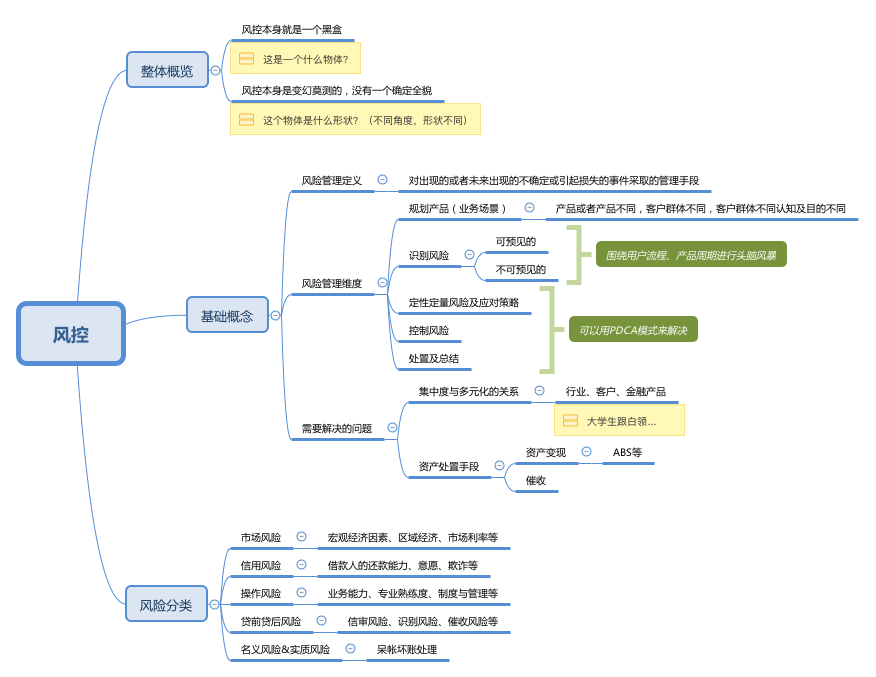 风控
整体概览
风控本身就是一个黑盒
这是一个什么物体？
风控本身是变幻莫测的，没有一个确定全貌
这个物体是什么形状？（不同角度，形状不同）
基础概念
风险管理定义
对出现的或者未来出现的不确定或引起损失的事件采取的管理手段
风险管理维度
规划产品（业务场景）
产品或者产品不同，客户群体不同，客户群体不同认知及目的不同
识别风险
可预见的
不可预见的
围绕用户流程、产品周期进行头脑风暴
定性定量风险及应对策略
控制风险
处置及总结
可以用PDCA模式来解决
需要解决的问题
集中度与多元化的关系
行业、客户、金融产品
大学生跟白领...
资产处置手段
资产变现
ABS等
催收
风险分类
市场风险
宏观经济因素、区域经济、市场利率等
信用风险
借款人的还款能力、意愿、欺诈等
操作风险
业务能力、专业熟练度、制度与管理等
贷前贷后风险
信审风险、识别风险、催收风险等
名义风险&实质风险
呆帐坏账处理